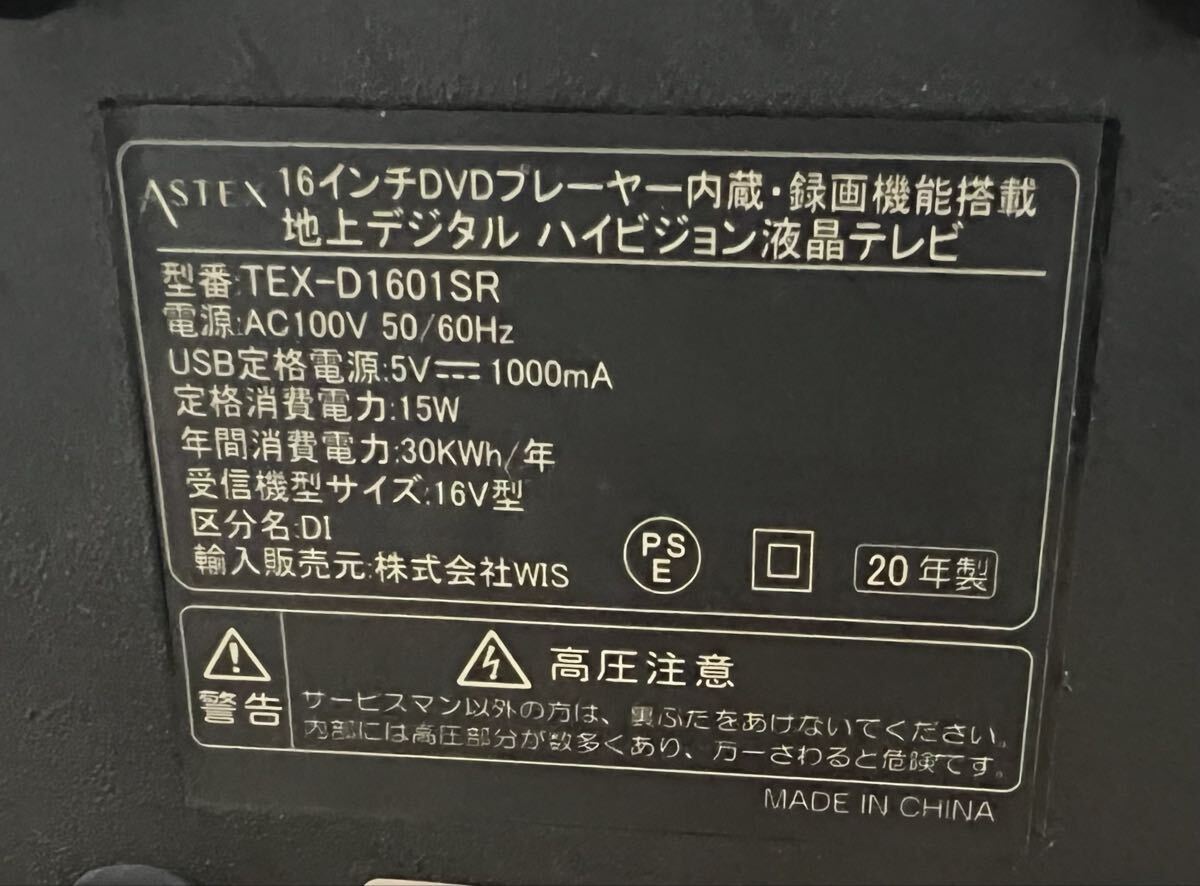 ASTEX 16インチDVDプレーヤー内蔵・録画機能搭載
地上デジタル ハイビジョン液晶テレビ
型番:TEX-D1601SR
電源:AC100V 50/60Hz
USB定格電源:5V⎓1000mA
定格消費電力:15W
年間消費電力:30KWh/年
受信機型サイズ:16V型
区分名:DI
輸入販売元:株式会社WIS
PSE
20年製
警告
高圧注意
サービスマン以外の方は、裏ぶたをあけないてください。
内部には高圧部分が数多くあり、万一さわると危険てす。
MADE IN CHINA